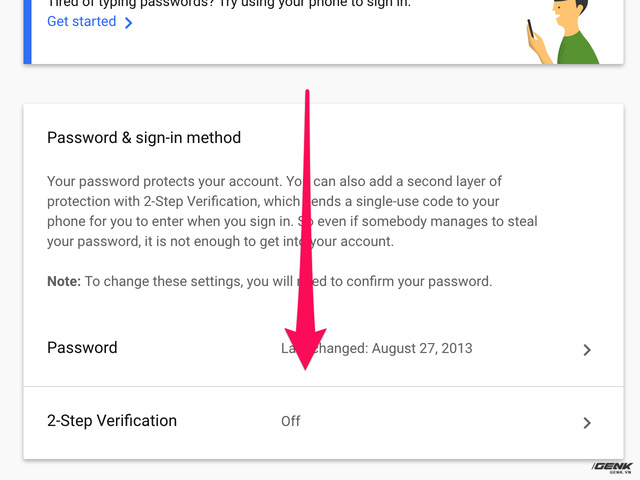 Tired of typing passwords? Try using your phone to sign in.
Get started
Password & sign-in method
Your password protects your account. You can also add a second layer of
protection with 2-Step Verification, which sends a single-use code to your
phone for you to enter when you sign in. So even if somebody manages to steal
your password, it is not enough to get into your account.
Note: To change these settings, you will need to confirm your password.
Password
Last changed: August 27, 2013
2-Step Verification
Off
GENK
GENK.VN